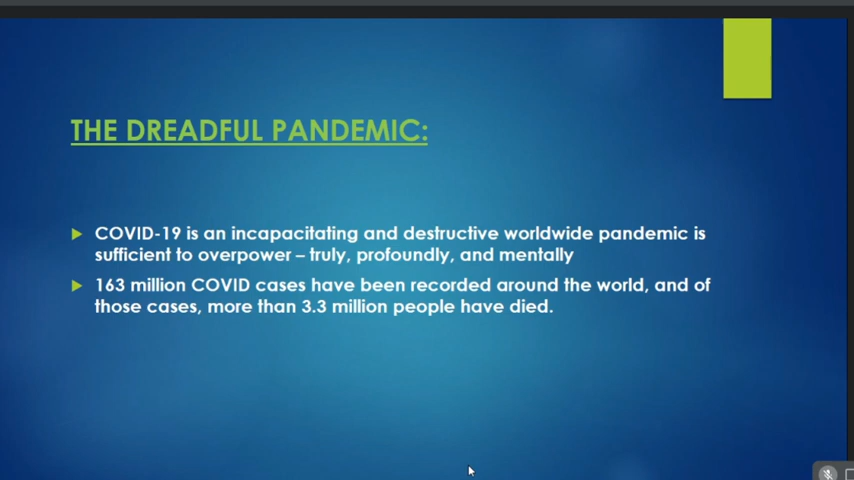 THE DREADFUL PANDEMIC:
COVID-19 is an incapacitating and destructive worldwide pandemic is
sufficient to overpower – truly, profoundly, and mentally
163 million COVID cases have been recorded around the world, and of
those cases, more than 3.3 million people have died.